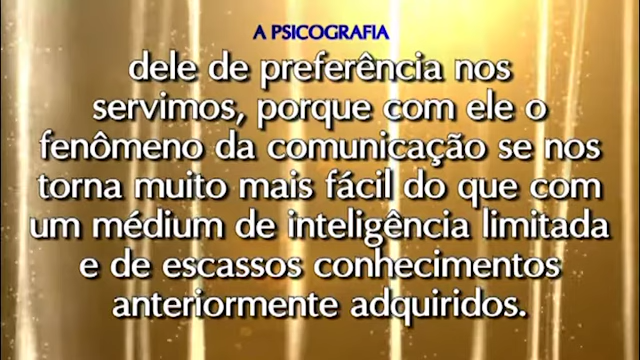 A PSICOGRAFIA
dele de preferência nos
servimos, porque com ele o
fenômeno da comunicação se nos
torna muito mais fácil do que com
um médium de inteligência limitada
e de escassos conhecimentos
anteriormente adquiridos.